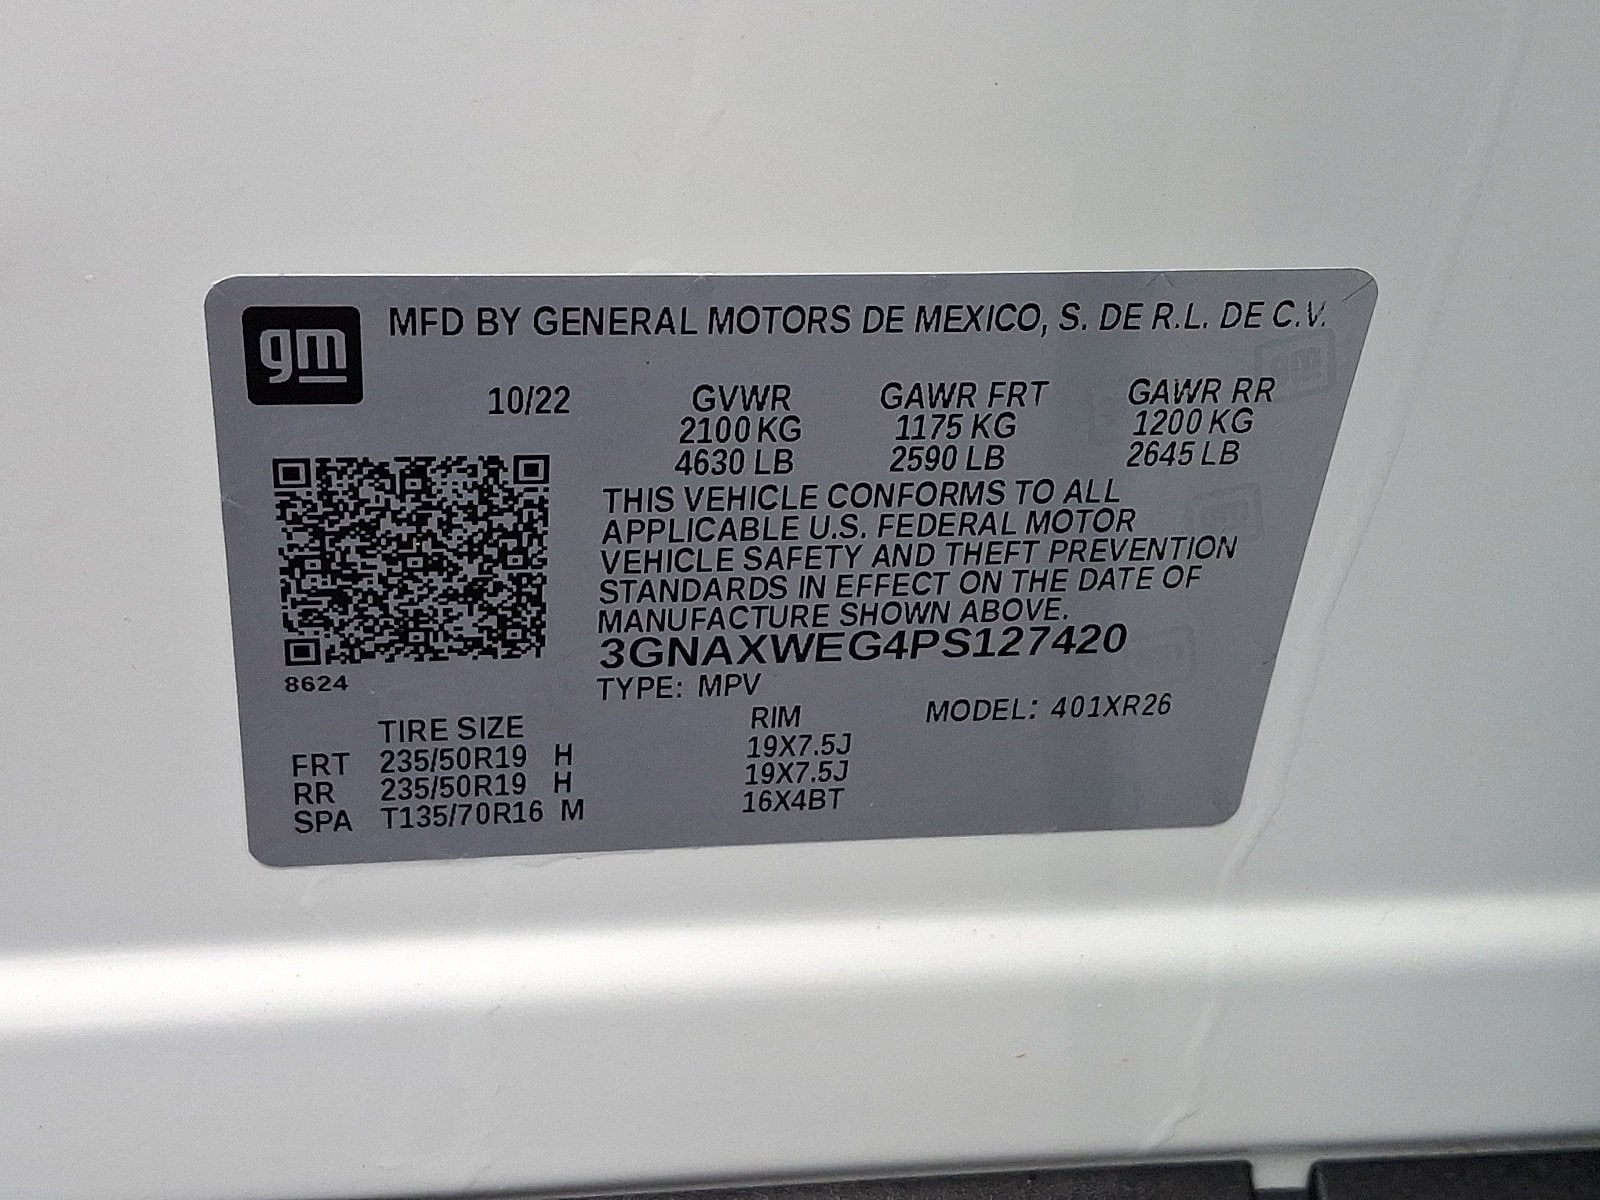 gm
MFD BY GENERAL MOTORS DE MEXICO, S. DE R.L. DE C.V.
10/22 GVWR GAWR FRT GAWR RR
2100 KG 1175 KG 1200 KG
4630 LB 2590 LB 2645 LB
THIS VEHICLE CONFORMS TO ALL
APPLICABLE U.S. FEDERAL MOTOR
VEHICLE SAFETY AND THEFT PREVENTION
STANDARDS IN EFFECT ON THE DATE OF
MANUFACTURE SHOWN ABOVE.
3GNAXWEG4PS127420
8624
TYPE: MPV
MODEL: 401XR26
TIRE SIZE RIM
FRT 235/50R19 H 19X7.5J
RR 235/50R19 H 19X7.5J
SPA T135/70R16 M 16X4BT